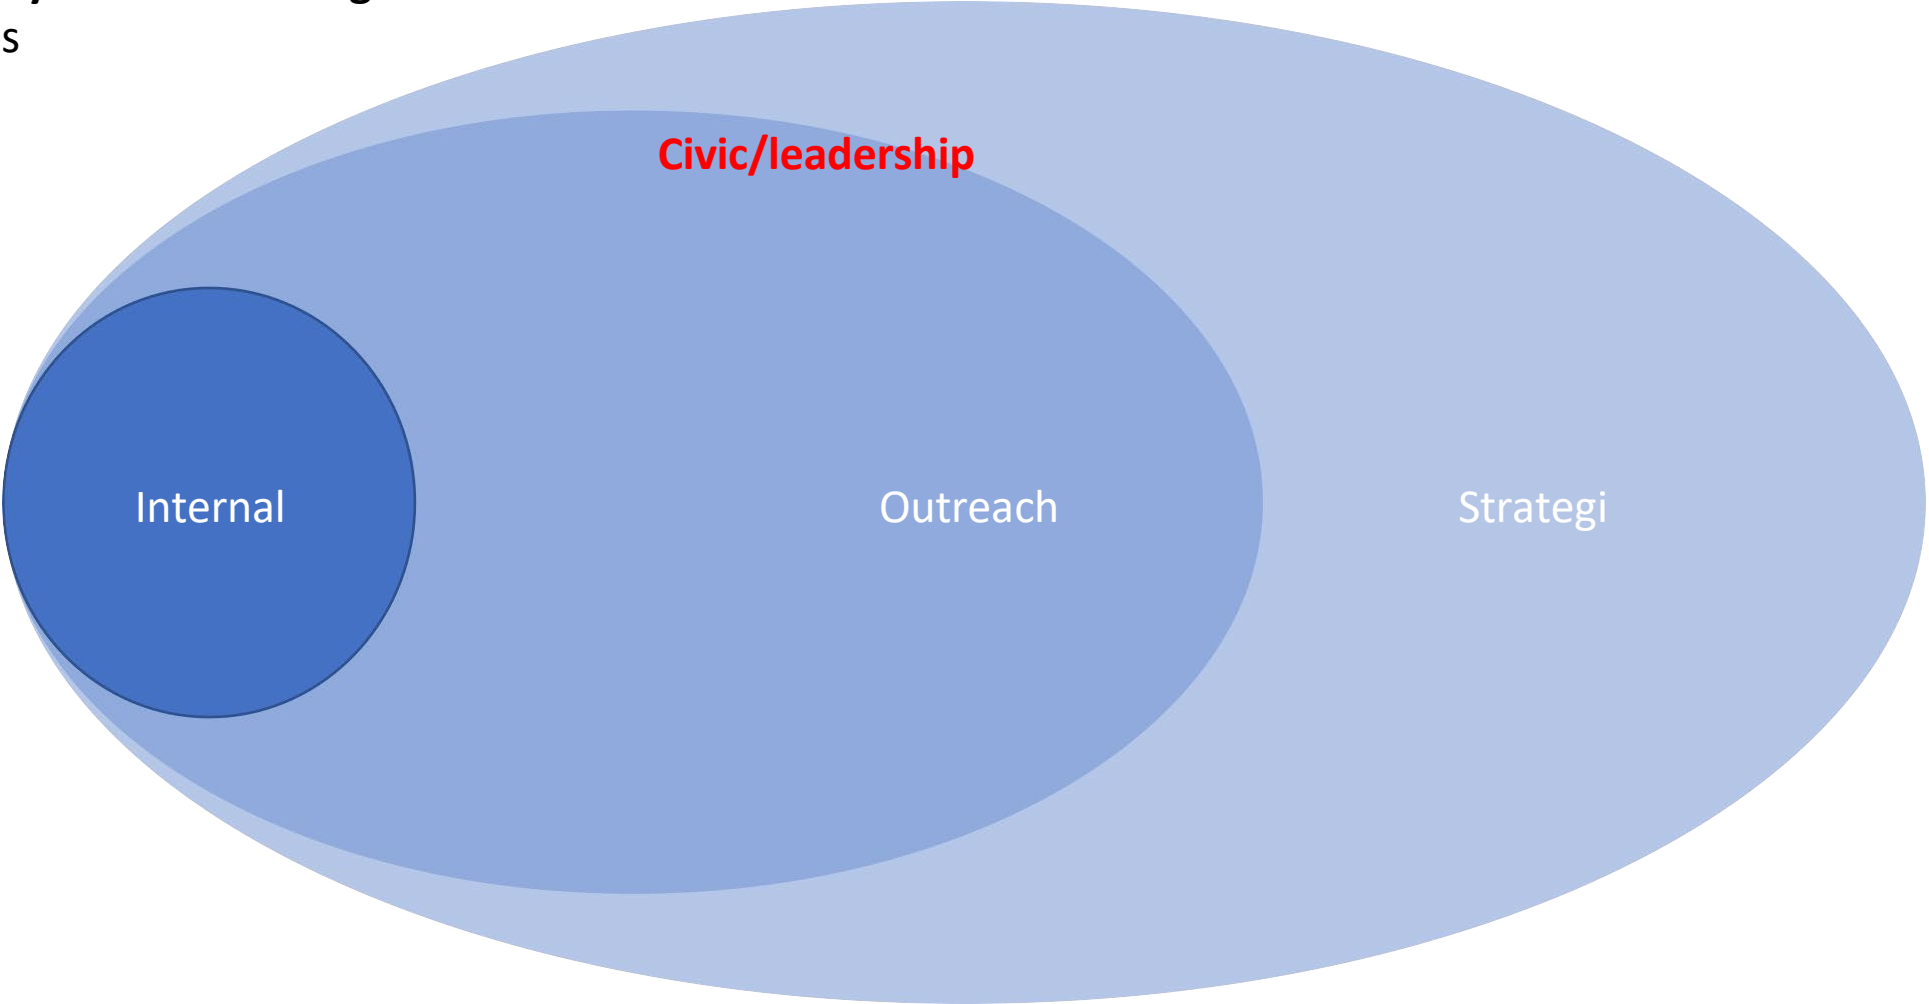 s
Civic/leadership
Internal
Outreach
Strategi